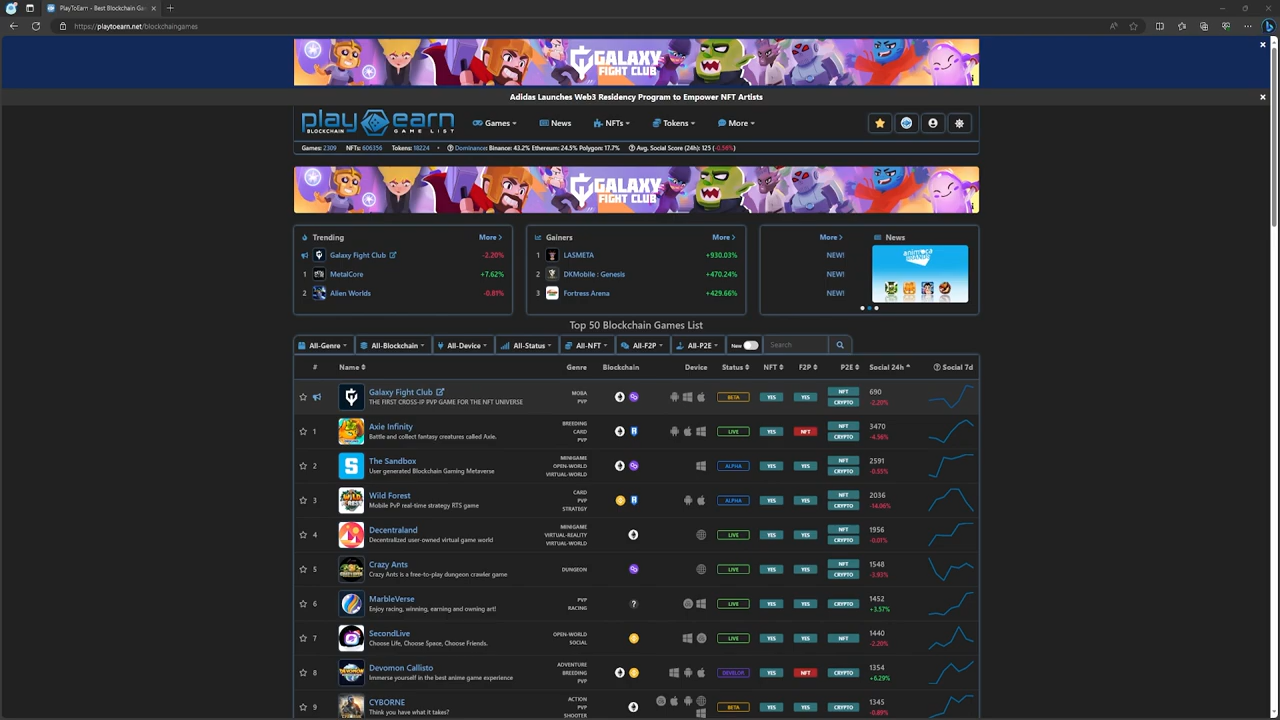 PlayToEarn - Best Blockchain Gam
https://playtoearn.net/blockchaingames
GALAXY
FIGHT CLUB
Adidas Launches Web3 Residency Program to Empower NFT Artists
play earn
BLOCKCHAIN GAME LIST
Games News NFTs Tokens More
Games: 2309 NFTs: 606356 Tokens: 18224 • Dominance: Binance: 43.2% Ethereum: 24.5% Polygon: 17.7% Avg. Social Score (24h): 125 (-0.56%)
GALAXY
FIGHT CLUB
Trending More
Galaxy Fight Club -2.20%
1 MetalCore +7.62%
2 Alien Worlds -0.81%
Gainers More
1 LASMETA +930.03%
2 DKMobile : Genesis +470.24%
3 Fortress Arena +429.66%
More
NEW!
NEW!
NEW!
News
animoca
BRANDS
Top 50 Blockchain Games List
All-Genre All-Blockchain All-Device All-Status All-NFT All-F2P All-P2E New Search
# Name Genre Blockchain Device Status NFT F2P P2E Social 24h Social 7d
Galaxy Fight Club
THE FIRST CROSS-IP PVP GAME FOR THE NFT UNIVERSE
MOBA
PVP
BETA YES YES
NFT
CRYPTO
690
-2.20%
1 Axie Infinity
Battle and collect fantasy creatures called Axie.
BREEDING
CARD
PVP
LIVE YES NFT
NFT
CRYPTO
3470
-4.56%
2 The Sandbox
User generated Blockchain Gaming Metaverse
MINIGAME
OPEN-WORLD
VIRTUAL-WORLD
ALPHA YES YES
NFT
CRYPTO
2591
-0.55%
3 Wild Forest
Mobile PvP real-time strategy RTS game
CARD
PVP
STRATEGY
ALPHA YES YES
NFT
CRYPTO
2036
-14.06%
4 Decentraland
Decentralized user-owned virtual game world
MINIGAME
VIRTUAL-REALITY
VIRTUAL-WORLD
LIVE YES YES
NFT
CRYPTO
1956
-0.01%
5 Crazy Ants
Crazy Ants is a free-to-play dungeon crawler game
DUNGEON
LIVE YES YES
NFT
CRYPTO
1548
-3.93%
6 MarbleVerse
Enjoy racing, winning, earning and owning art!
PVP
RACING
LIVE YES YES
NFT
CRYPTO
1452
+3.57%
7 SecondLive
Choose Life, Choose Space, Choose Friends.
OPEN-WORLD
SOCIAL
LIVE YES YES
NFT
1440
-2.20%
8 Devomon Callisto
Immerse yourself in the best anime game experience
ADVENTURE
BREEDING
PVP
DEVELOP YES NFT
NFT
CRYPTO
1354
+6.29%
9 CYBORNE
Think you have what it takes?
ACTION
PVP
SHOOTER
BETA YES YES
CRYPTO
1345
-0.89%